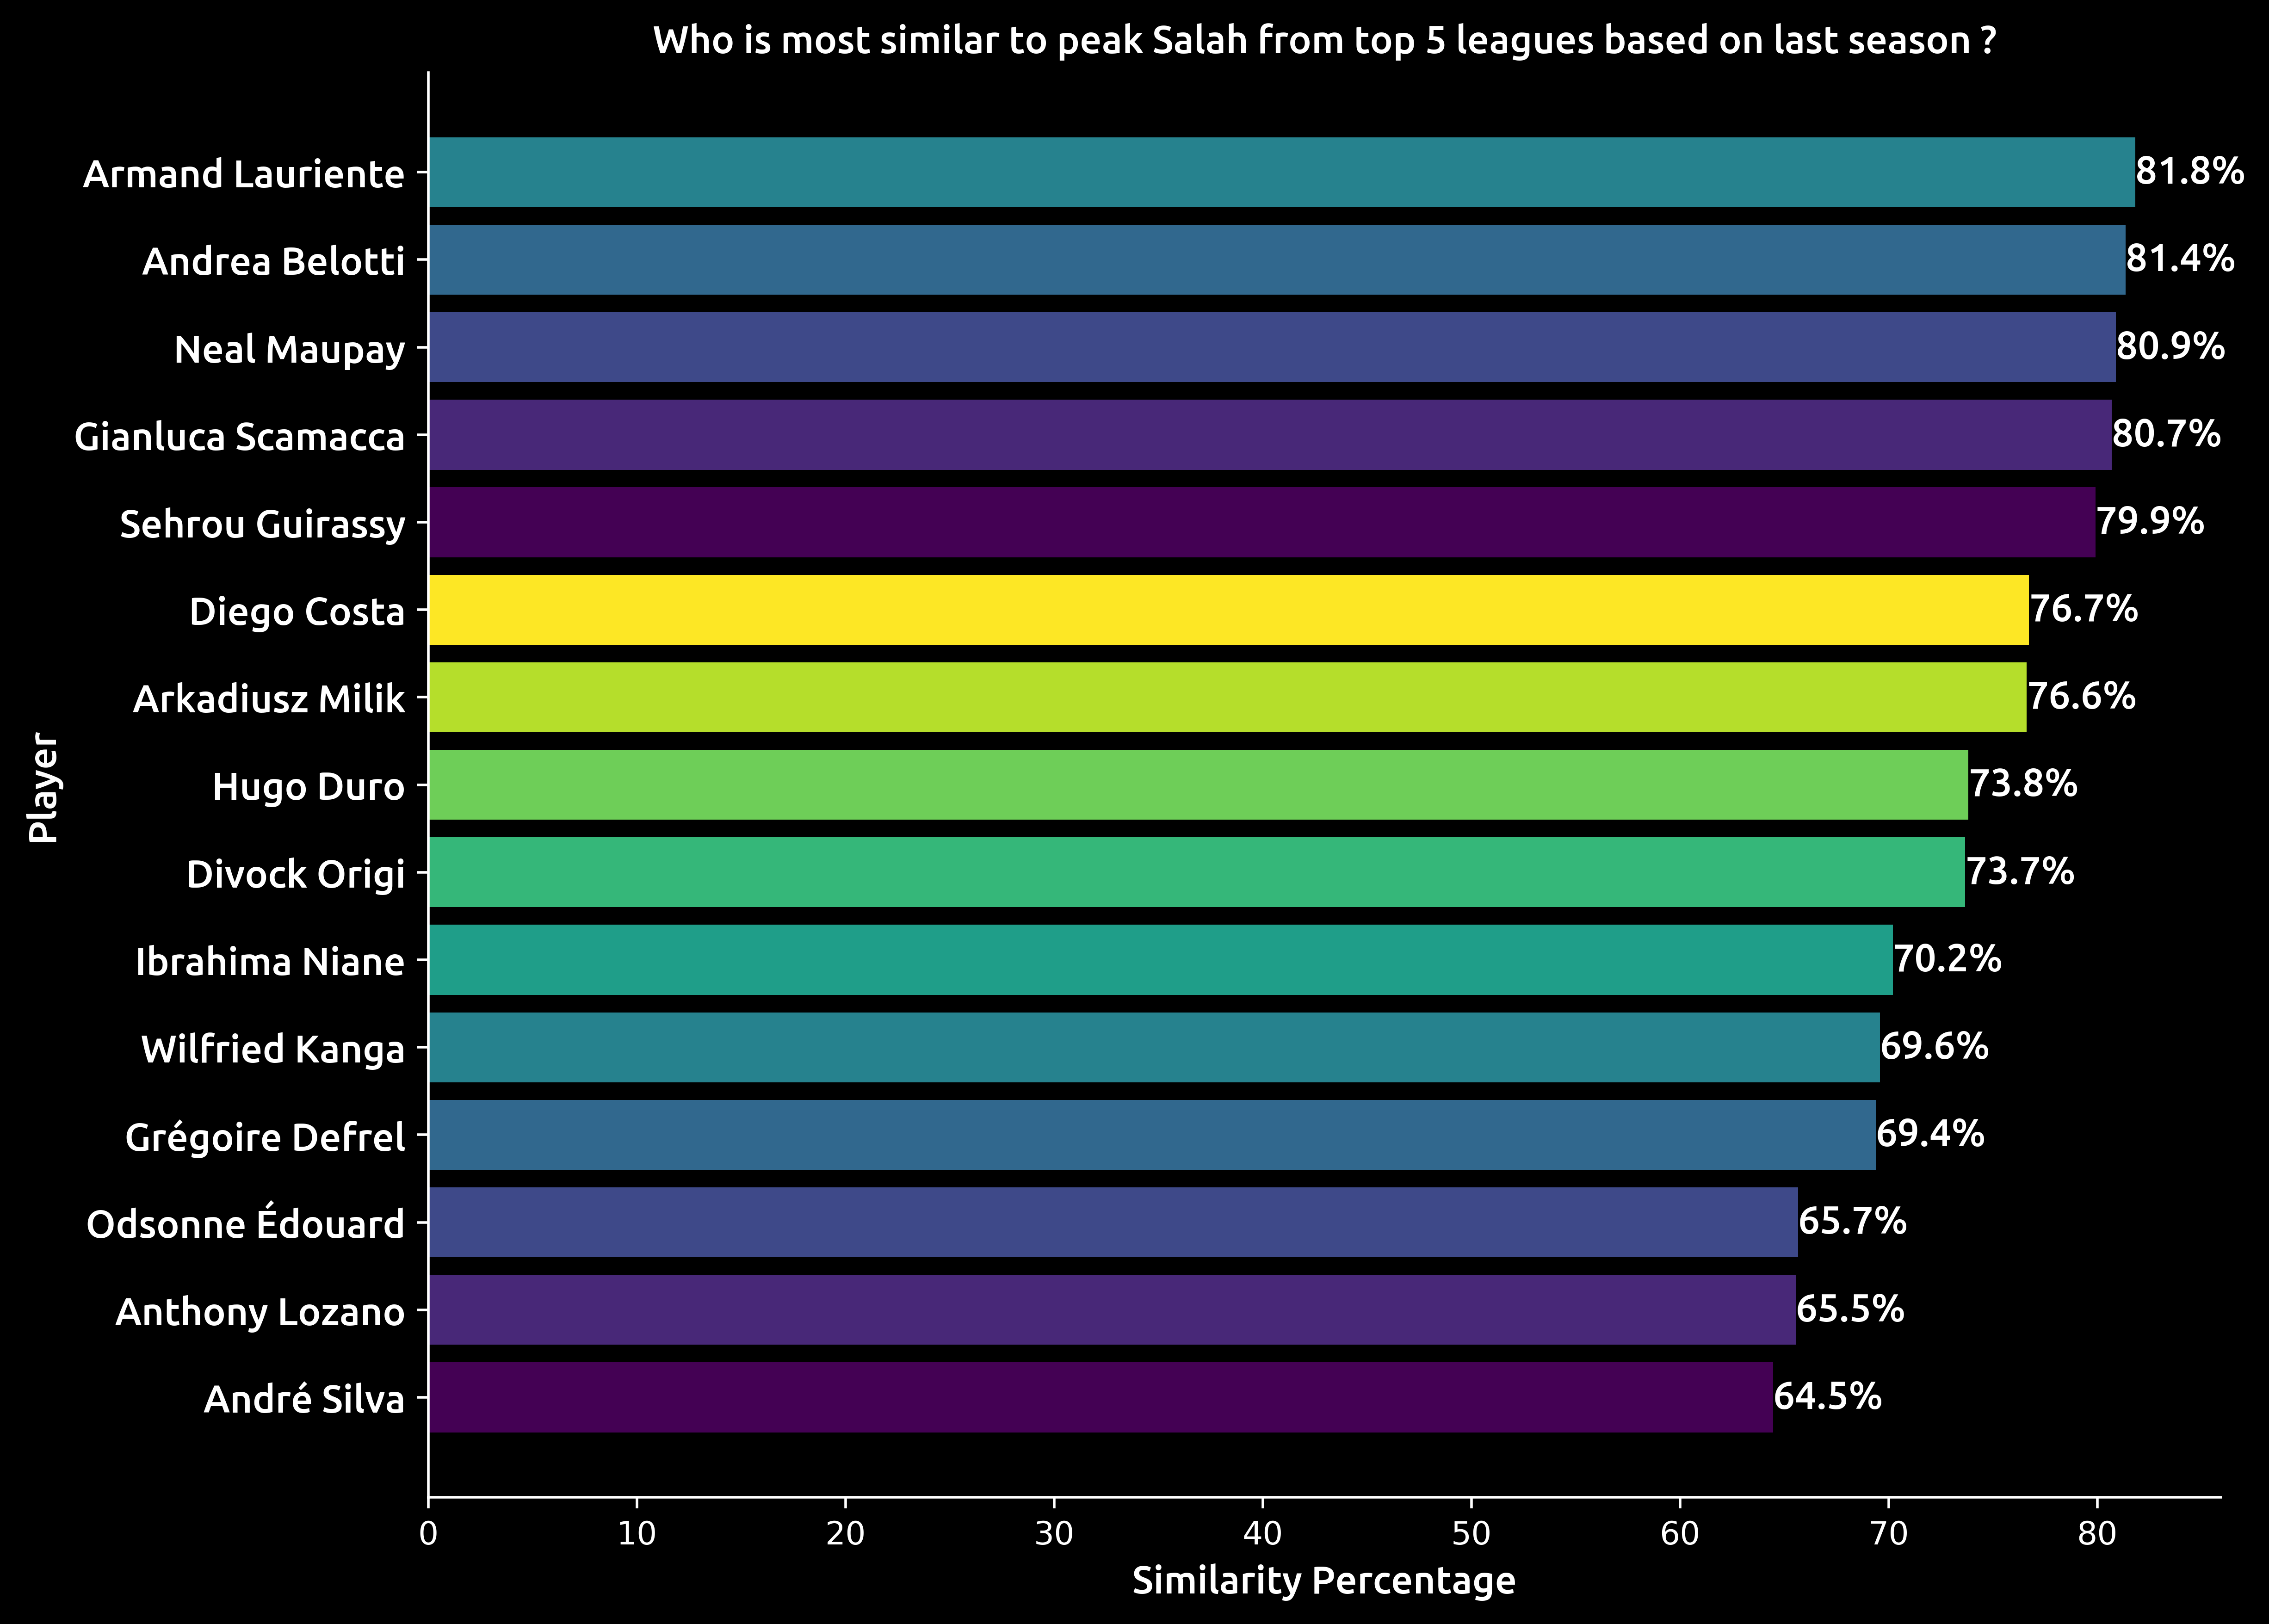 Who is most similar to peak Salah from top 5 leagues based on last season ?
Armand Lauriente 81.8%
Andrea Belotti 81.4%
Neal Maupay 80.9%
Gianluca Scamacca 80.7%
Sehrou Guirassy 79.9%
Diego Costa 76.7%
Arkadiusz Milik 76.6%
Hugo Duro 73.8%
Divock Origi 73.7%
Ibrahima Niane 70.2%
Wilfried Kanga 69.6%
Grégoire Defrel 69.4%
Odsonne Édouard 65.7%
Anthony Lozano 65.5%
André Silva 64.5%
Player
0 10 20 30 40 50 60 70 80
Similarity Percentage